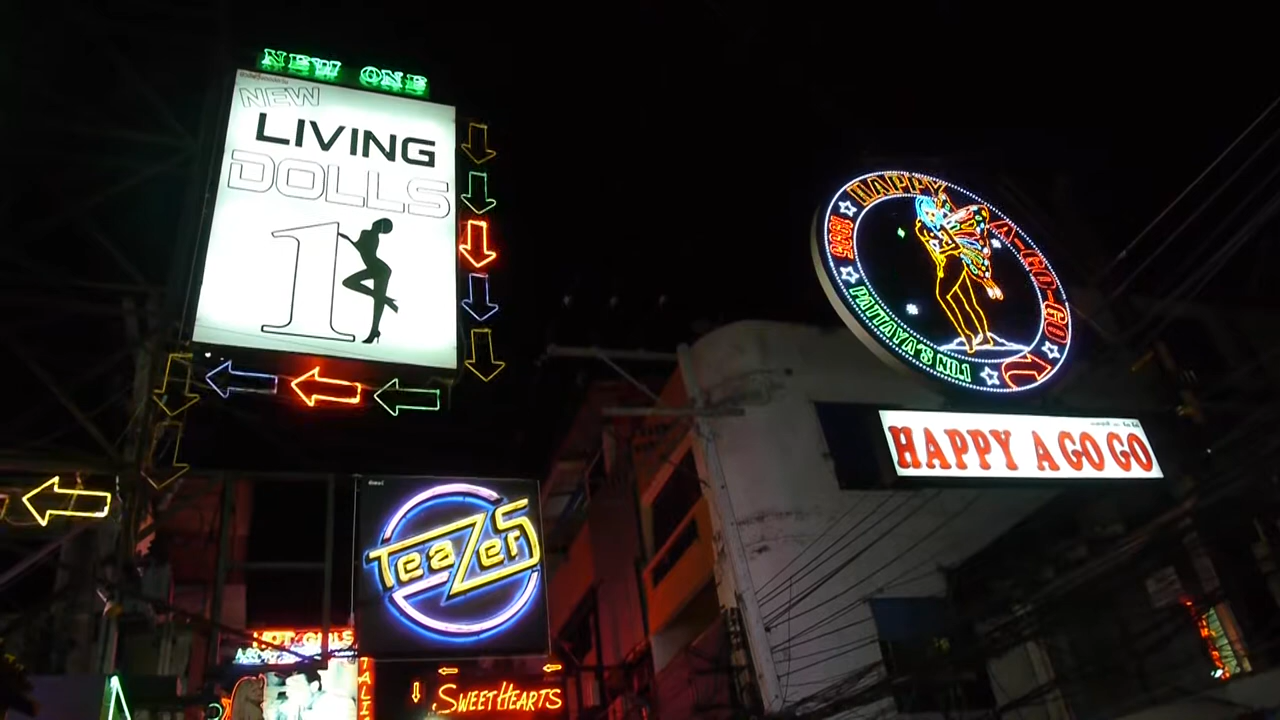 NEW ONE
NEW
LIVING
DOLLS
1
HAPPY
A-GO-GO
1996
PATTAYA'S NO.1
HAPPY A GO GO
TeaZers
HOT GIRLS
SWEETHEARTS